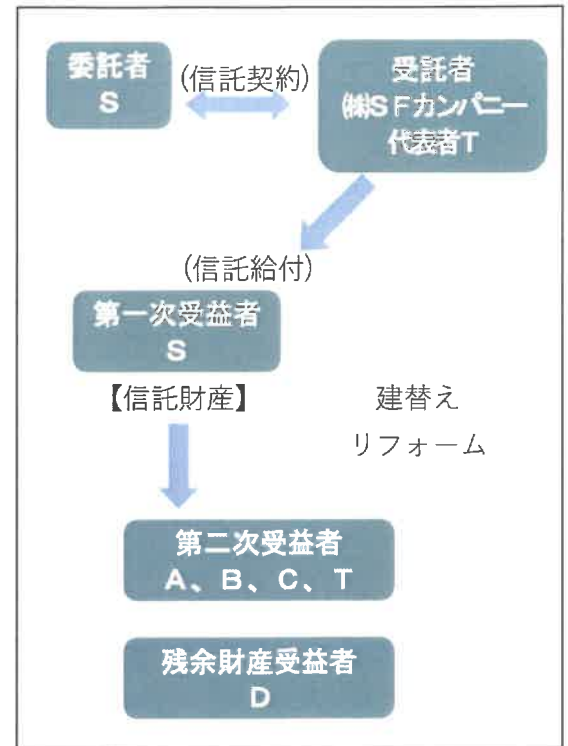 委託者
S
(信託契約)
受託者
㈱SFカンパニー
代表者T
(信託給付)
第一次受益者
S
【信託財産】
建替え
リフォーム
第二次受益者
A、B、C、T
残余財産受益者
D